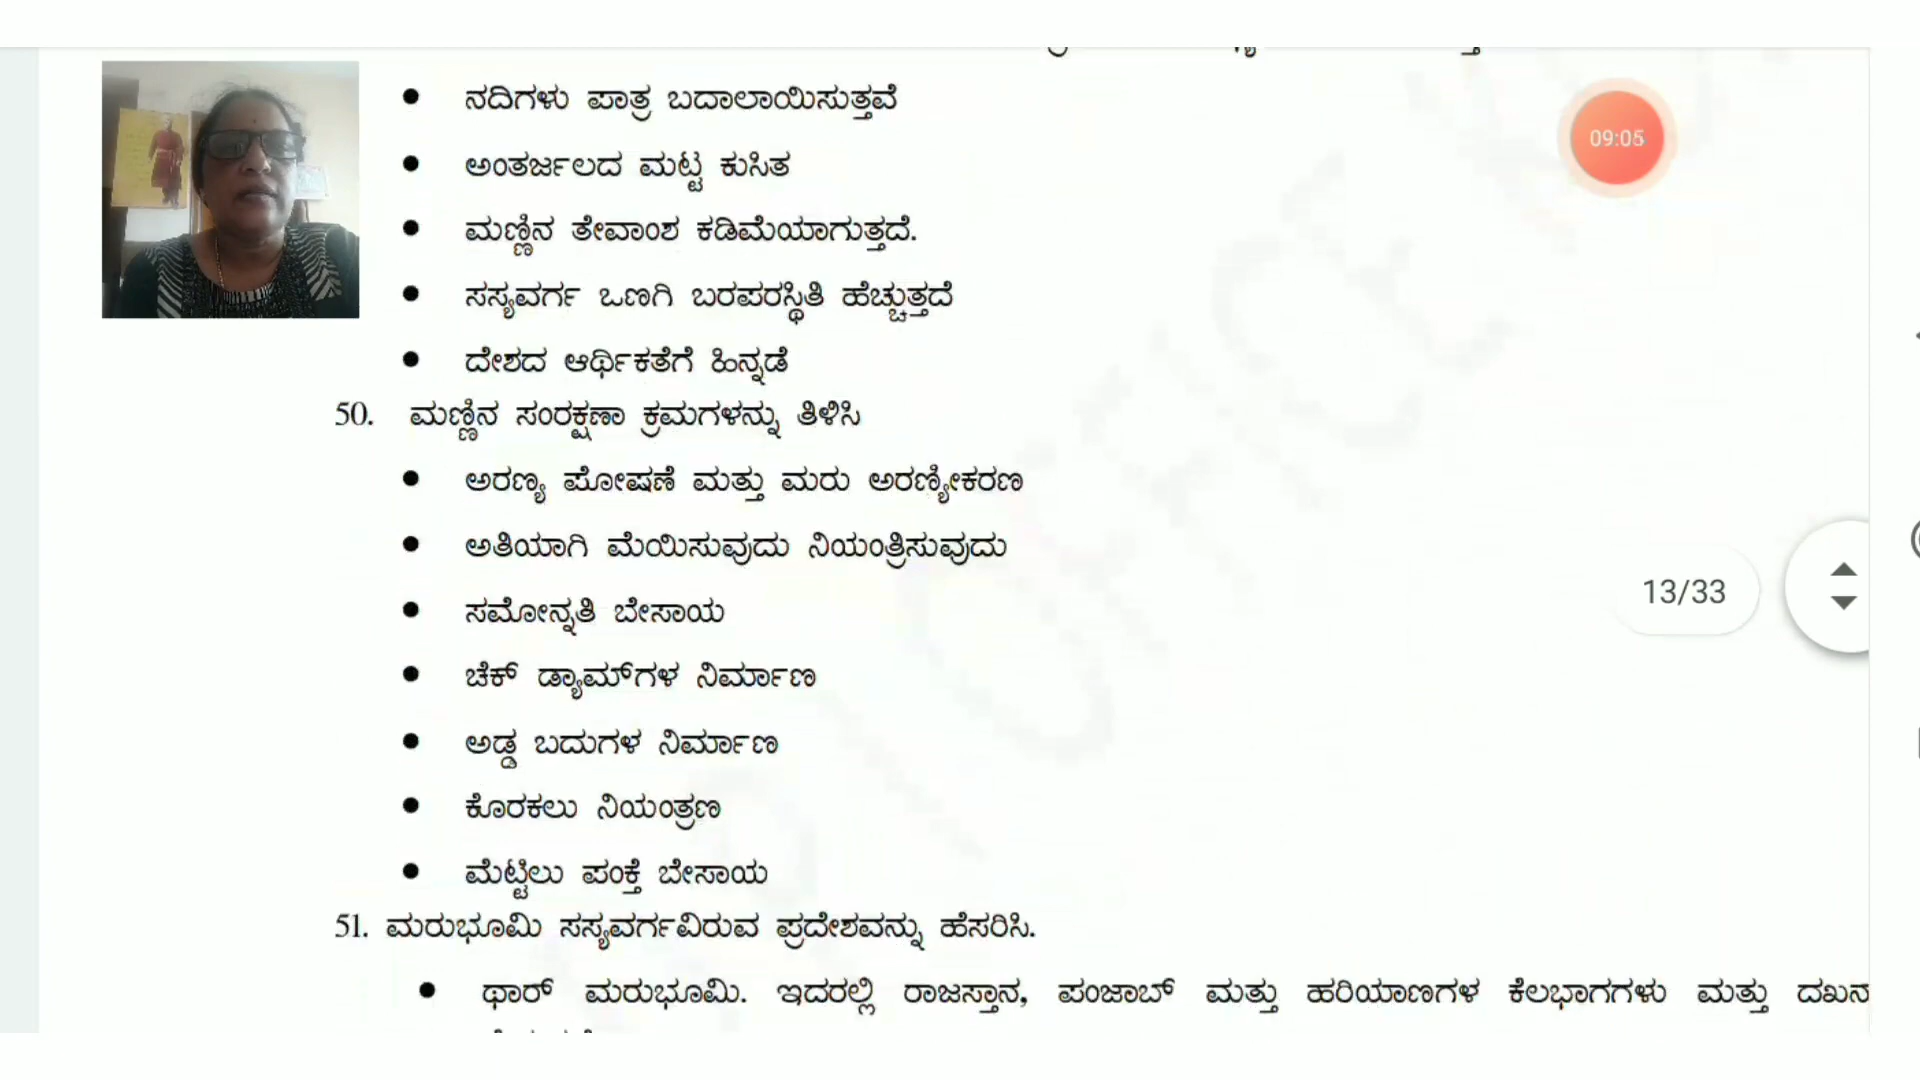 ನದಿಗಳು ಪಾತ್ರ ಬದಾಲಾಯಿಸುತ್ತವೆ
09:05
ಅಂತರ್ಜಲದ ಮಟ್ಟ ಕುಸಿತ
ಮಣ್ಣಿನ ತೇವಾಂಶ ಕಡಿಮೆಯಾಗುತ್ತದೆ.
ಸಸ್ಯವರ್ಗ ಒಣಗಿ ಬರಪರಸ್ಥಿತಿ ಹೆಚ್ಚುತ್ತದೆ
ದೇಶದ ಆರ್ಥಿಕತೆಗೆ ಹಿನ್ನಡೆ
50. ಮಣ್ಣಿನ ಸಂರಕ್ಷಣಾ ಕ್ರಮಗಳನ್ನು ತಿಳಿಸಿ
ಅರಣ್ಯ ಪೋಷಣೆ ಮತ್ತು ಮರು ಅರಣ್ಯೀಕರಣ
ಅತಿಯಾಗಿ ಮೆಯಿಸುವುದು ನಿಯಂತ್ರಿಸುವುದು
13/33
ಸಮೋನ್ನತಿ ಬೇಸಾಯ
ಚೆಕ್ ಡ್ಯಾಮ್‌ಗಳ ನಿರ್ಮಾಣ
ಅಡ್ಡ ಬದುಗಳ ನಿರ್ಮಾಣ
ಕೊರಕಲು ನಿಯಂತ್ರಣ
ಮೆಟ್ಟಿಲು ಪಂಕ್ತೆ ಬೇಸಾಯ
51. ಮರುಭೂಮಿ ಸಸ್ಯವರ್ಗವಿರುವ ಪ್ರದೇಶವನ್ನು ಹೆಸರಿಸಿ.
ಥಾರ್ ಮರುಭೂಮಿ. ಇದರಲ್ಲಿ ರಾಜಸ್ತಾನ, ಪಂಜಾಬ್ ಮತ್ತು ಹರಿಯಾಣಗಳ ಕೆಲಭಾಗಗಳು ಮತ್ತು ದಖನ